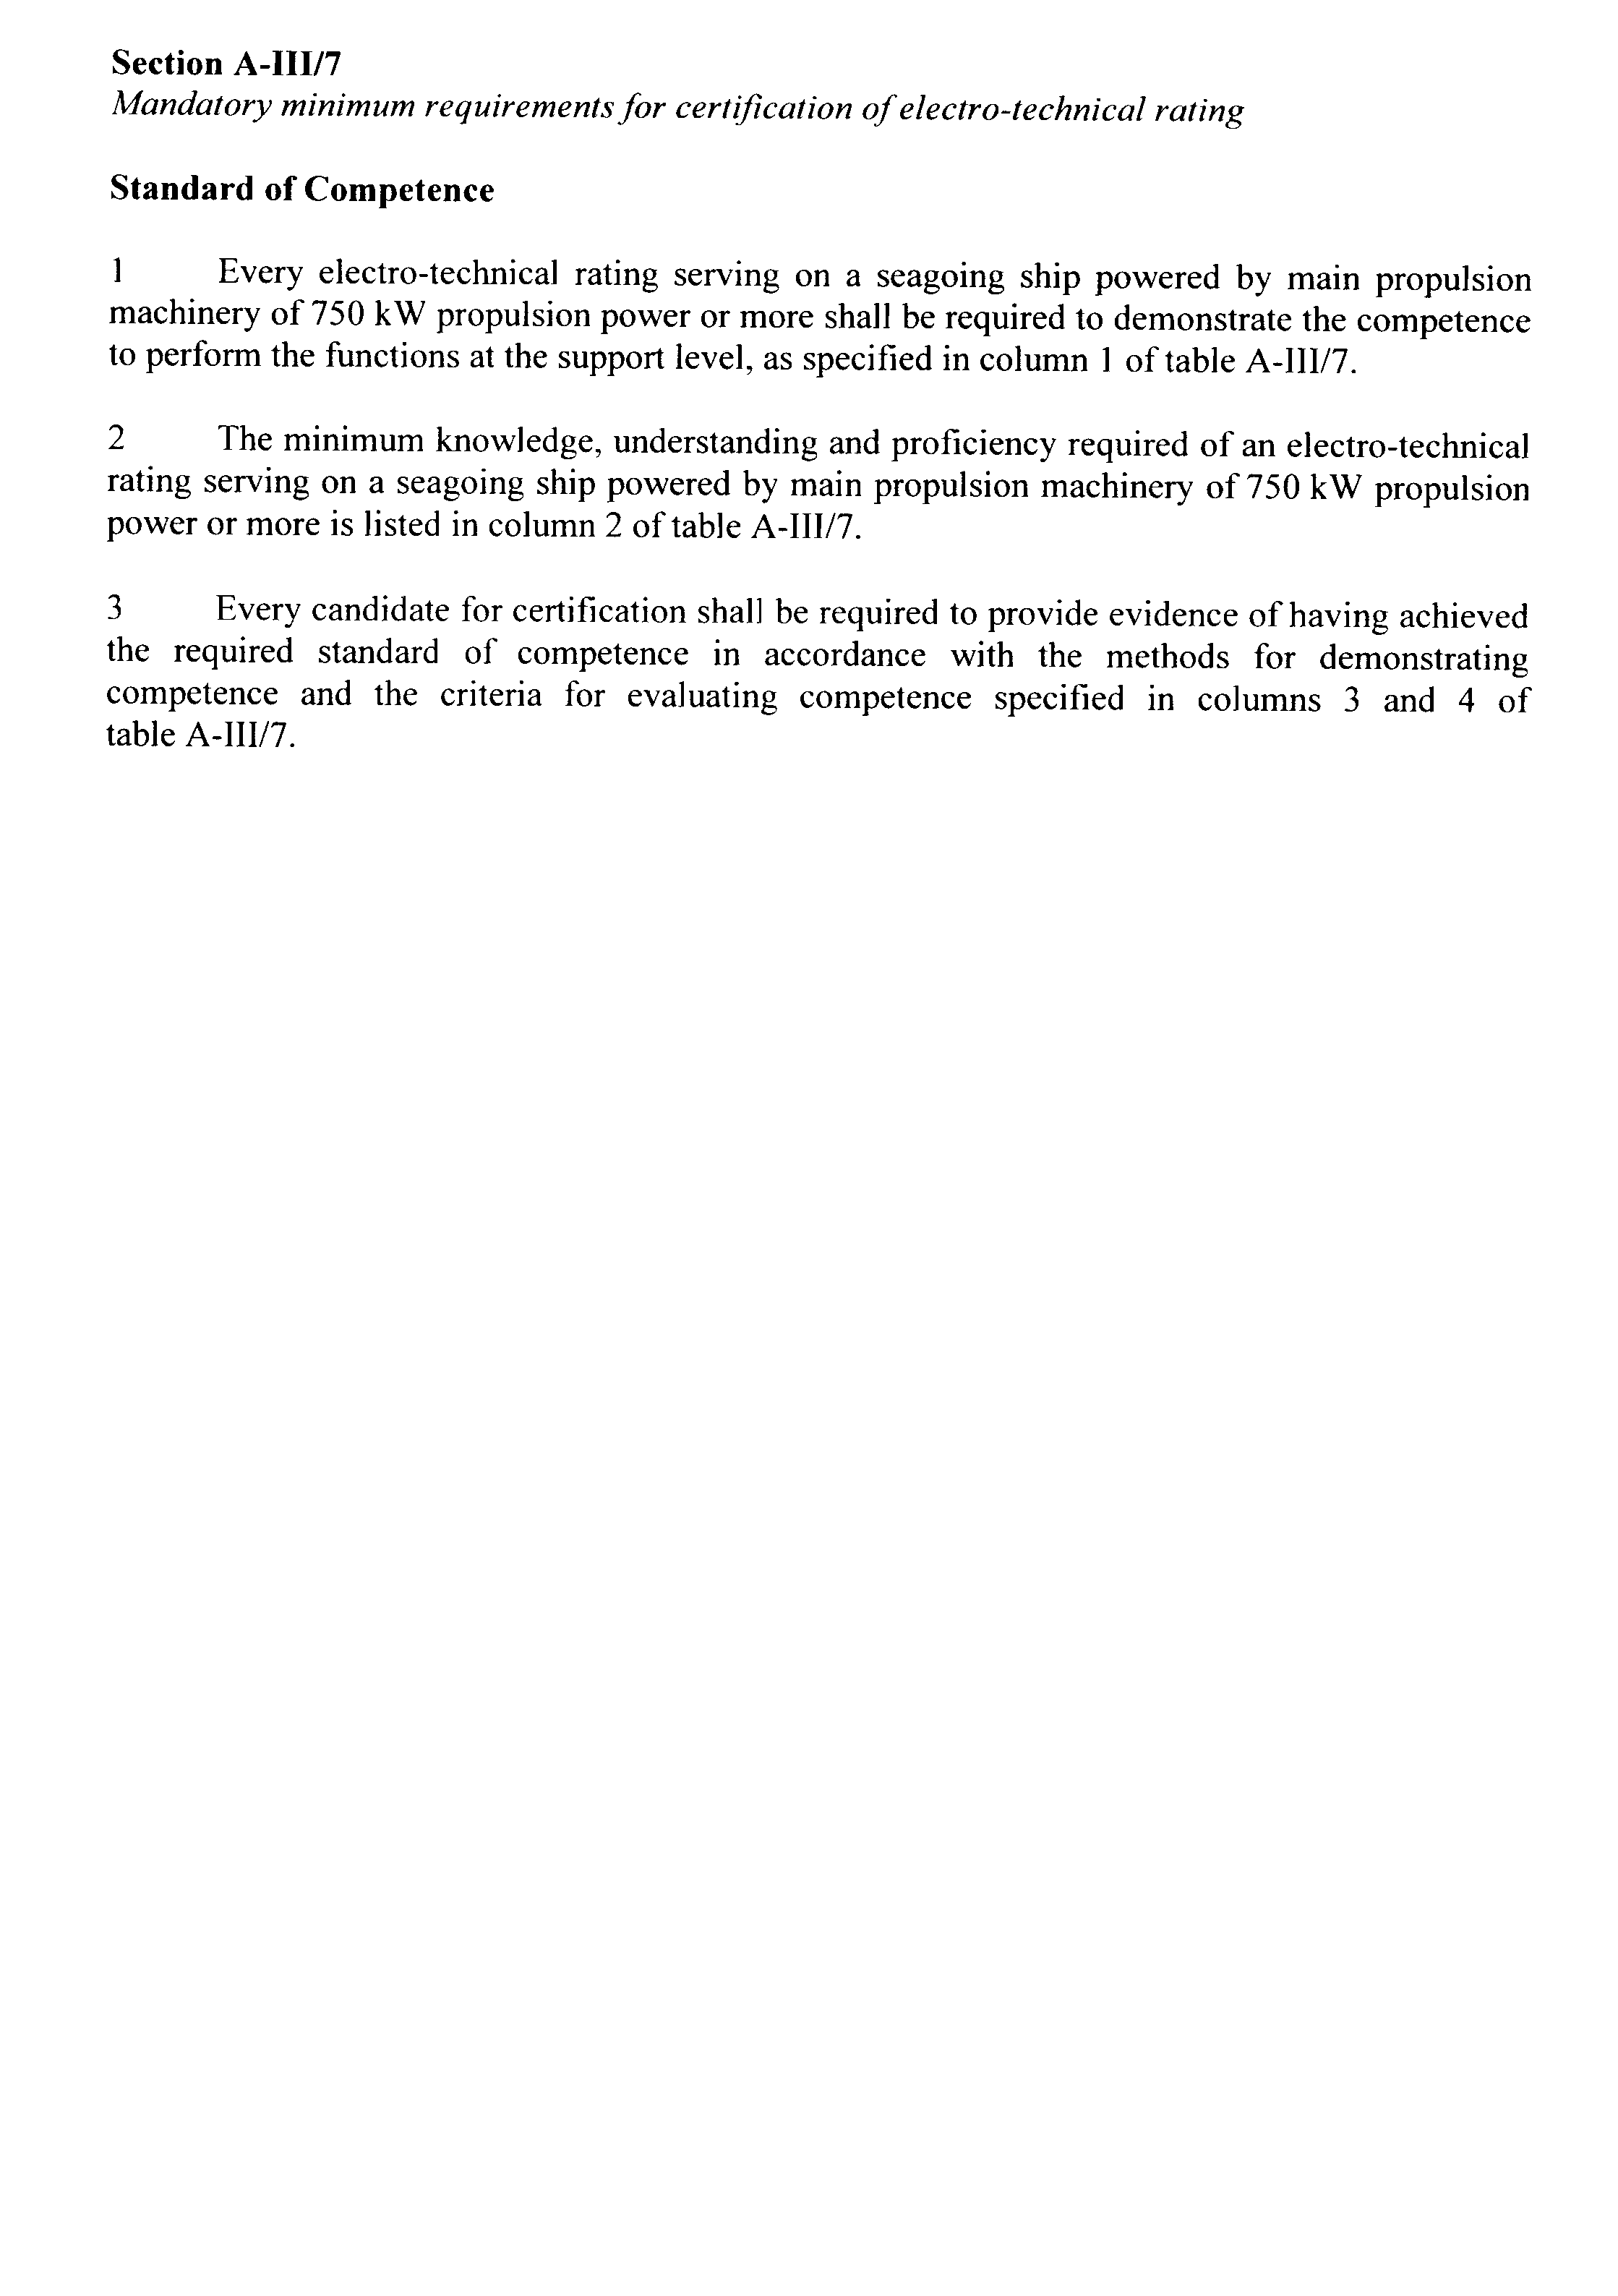 Section A-III/7
Mandatory minimum requirements for certification of electro-technical rating
Standard of Competence
1 Every electro-technical rating serving on a seagoing ship powered by main propulsion
machinery of 750 kW propulsion power or more shall be required to demonstrate the competence
to perform the functions at the support level, as specified in column 1 of table A-III/7.
2 The minimum knowledge, understanding and proficiency required of an electro-technical
rating serving on a seagoing ship powered by main propulsion machinery of 750 kW propulsion
power or more is listed in column 2 of table A-III/7.
3 Every candidate for certification shall be required to provide evidence of having achieved
the required standard of competence in accordance with the methods for demonstrating
competence and the criteria for evaluating competence specified in columns 3 and 4 of
table A-III/7.